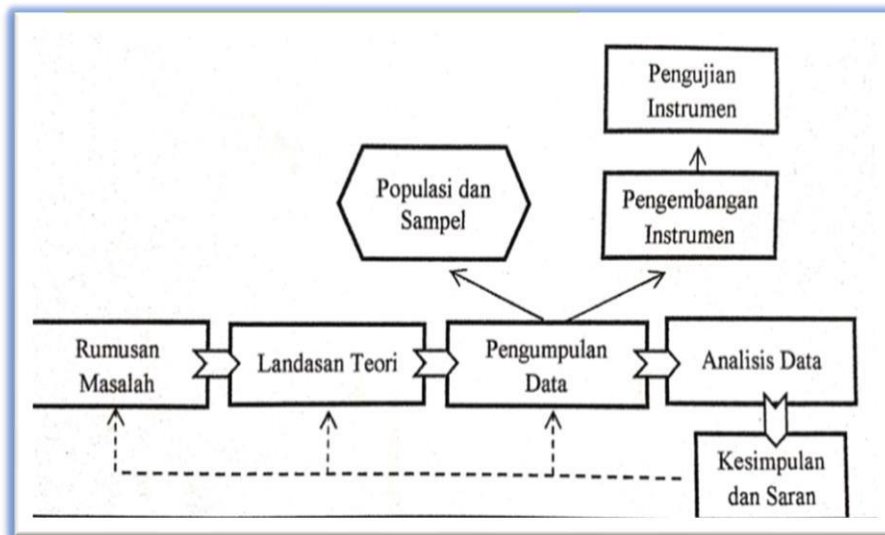 Pengujian
Instrumen
Populasi dan
Sampel
Pengembangan
Instrumen
Rumusan
Masalah
Landasan Teori
Pengumpulan
Data
Analisis Data
Kesimpulan
dan Saran